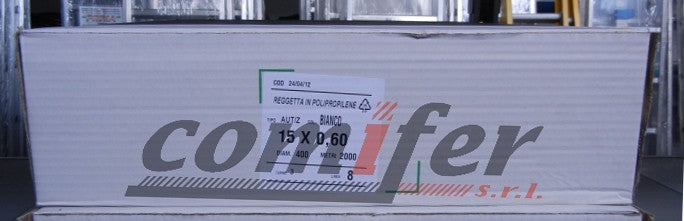 COD 24/04/12
REGGETTA IN POLIPROPILENE
TIPO AUTIZ COL. BIANCO
15 X 0,60
DIAM. 400 METRI 2000
8
comifer
s.r.l.